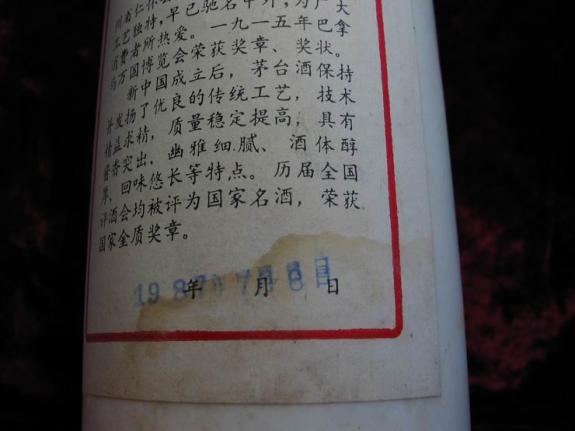 工艺独特，早已驰名中外，为广大
消费者所热爱。一九一五年巴拿
马万国博览会荣获奖章、奖状。
新中国成立后，茅台酒保持
并发扬了优良的传统工艺，技术
精益求精，质量稳定提高，具有
酱香突出、幽雅细腻、酒体醇
厚、回味悠长等特点。历届全国
评酒会均被评为国家名酒，荣获
国家金质奖章。
1987年7月8日
年 月 日